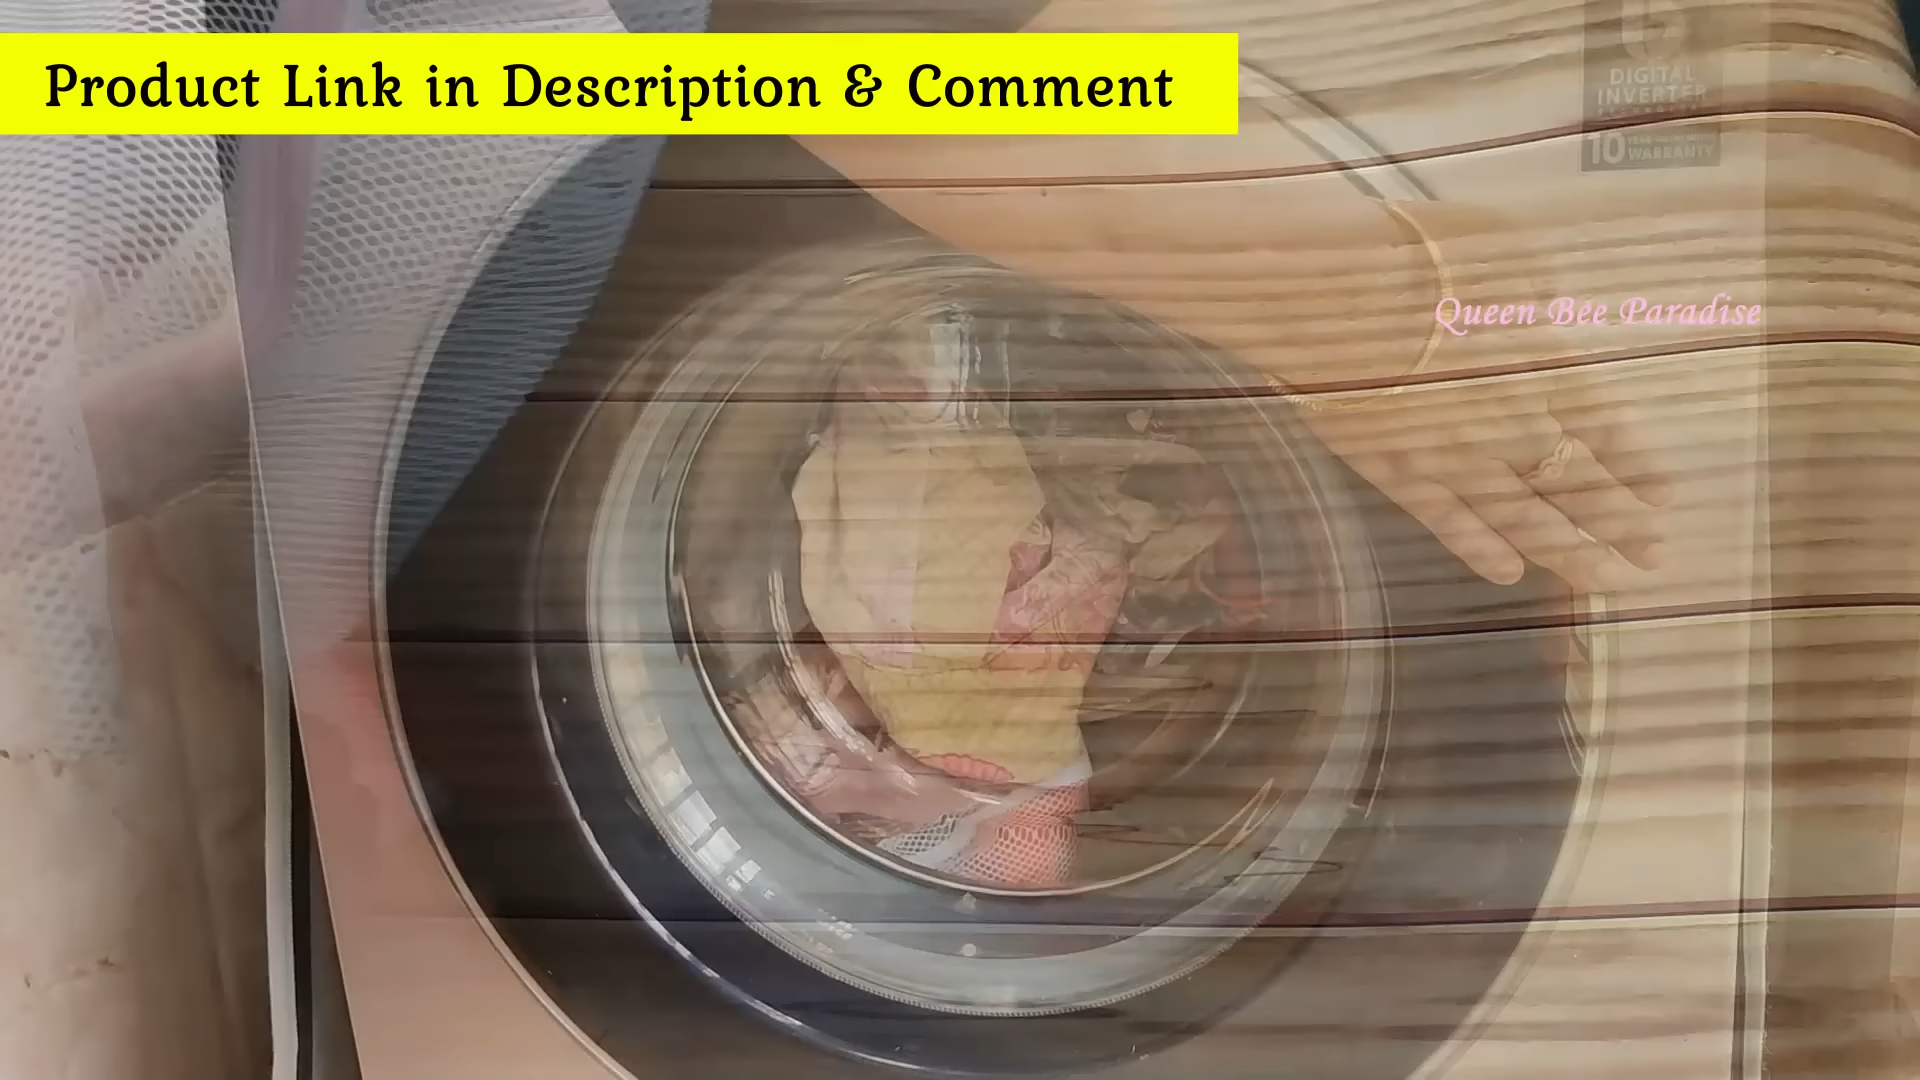 Product Link in Description & Comment
DIGITAL
INVERTER
10
WARRANTY
Queen Bee Paradise